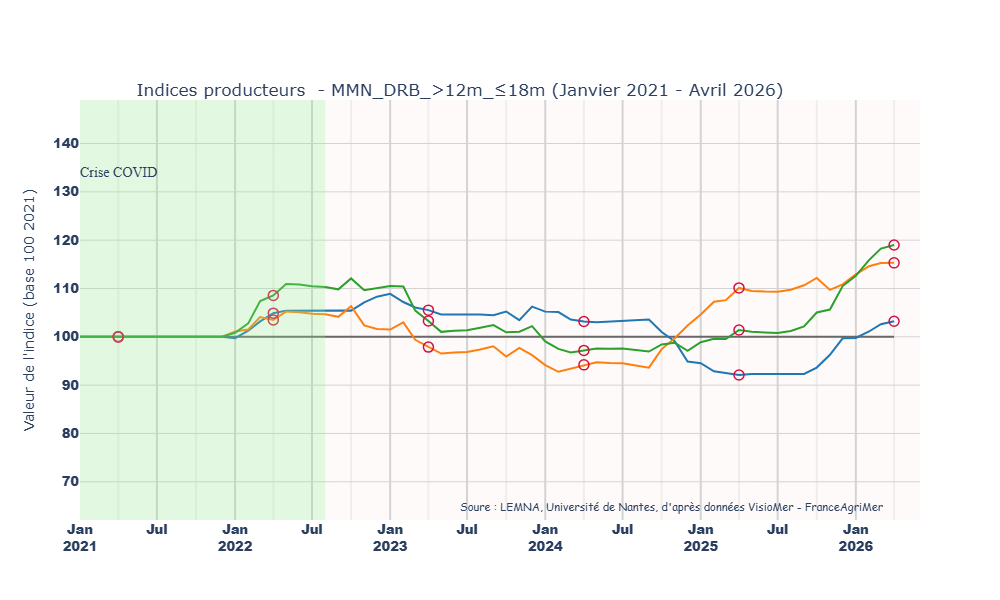 Indices producteurs  - MMN_DRB_>12m_≤18m (Janvier 2021 - Avril 2026)
Valeur de l'indice (base 100 2021)
140
130
120
110
100
90
80
70
Crise COVID
Soure : LEMNA, Université de Nantes, d'après données VisioMer - FranceAgriMer
Jan Jul Jan Jul Jan Jul Jan Jul Jan Jul Jan
2021 2022 2023 2024 2025 2026